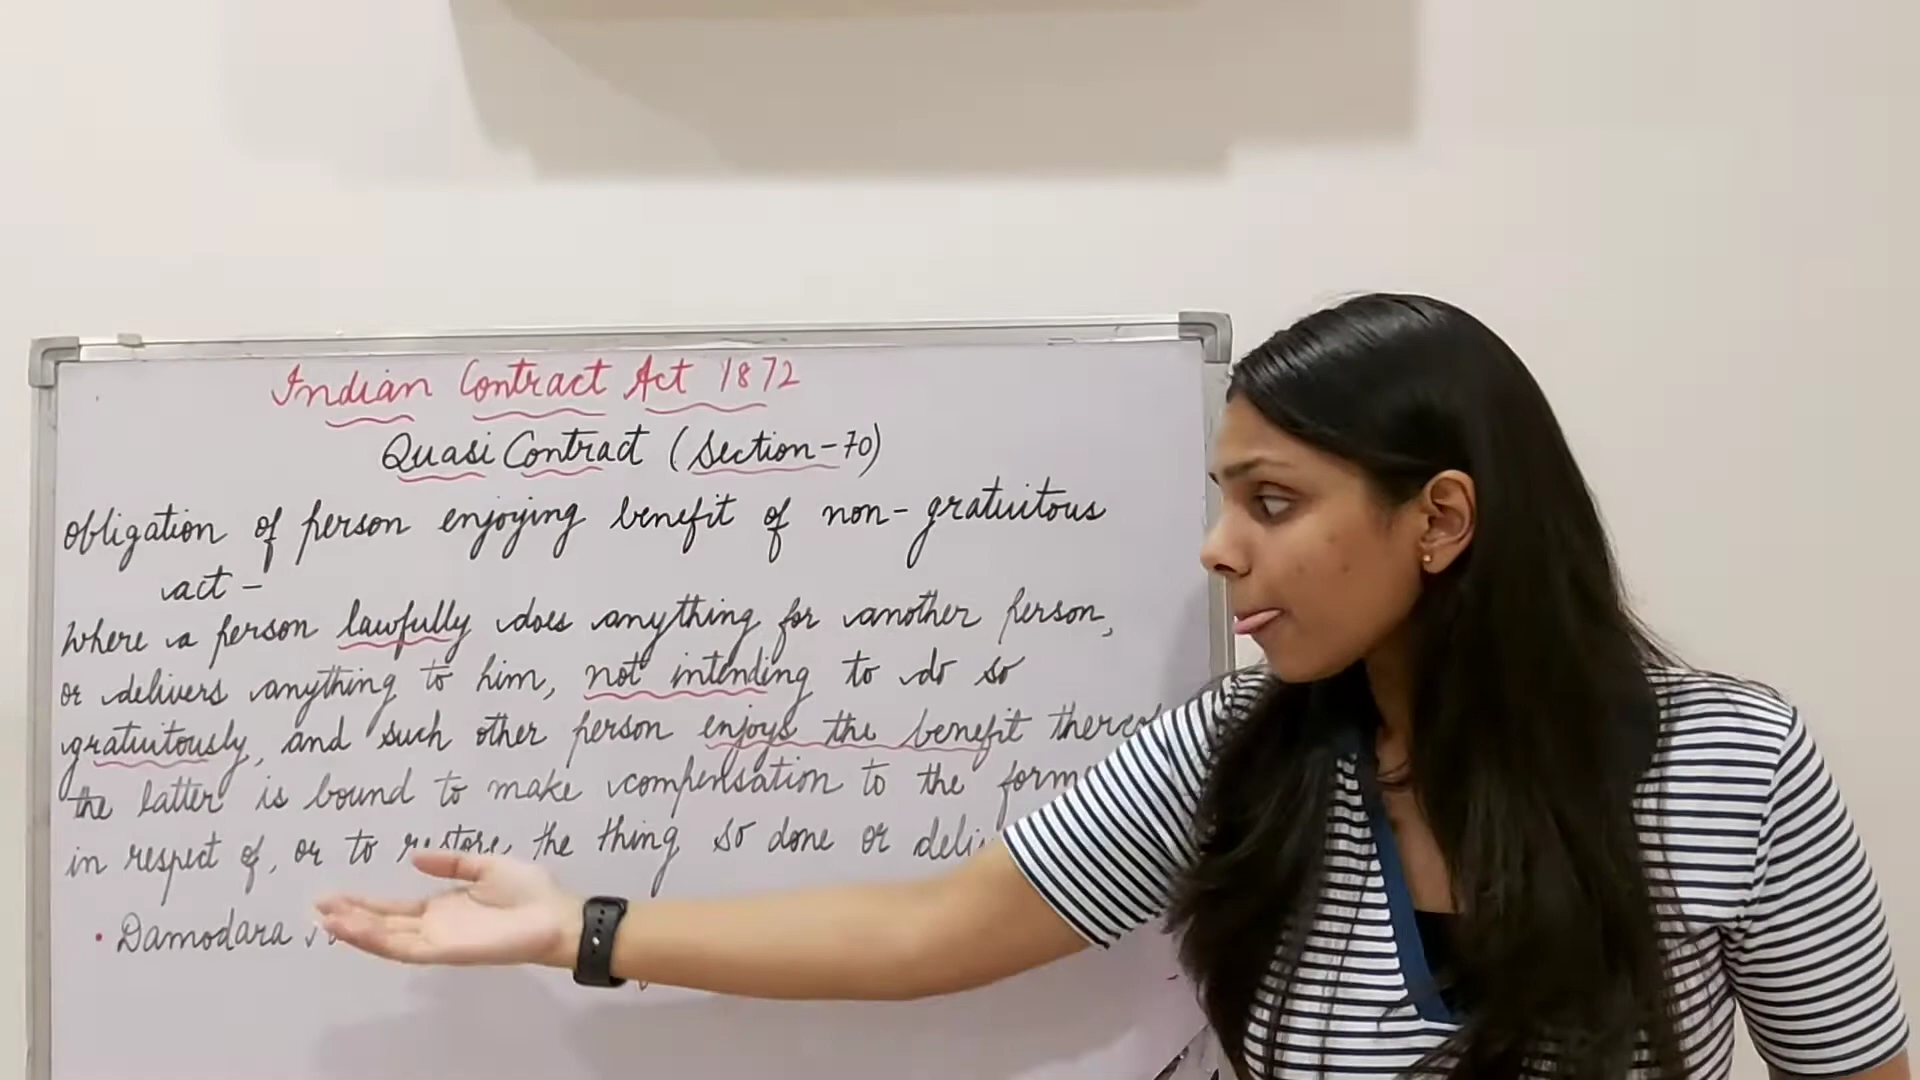 Indian Contract Act 1872
Quasi Contract (Section-70)
Obligation of person enjoying benefit of non-gratuitous
act -
Where a person lawfully does anything for another person,
or delivers anything to him, not intending to do so
gratuitously, and such other person enjoys the benefit
the latter is bound to make compensation to the
in respect of, or to restore, the thing so done or
• Damodara